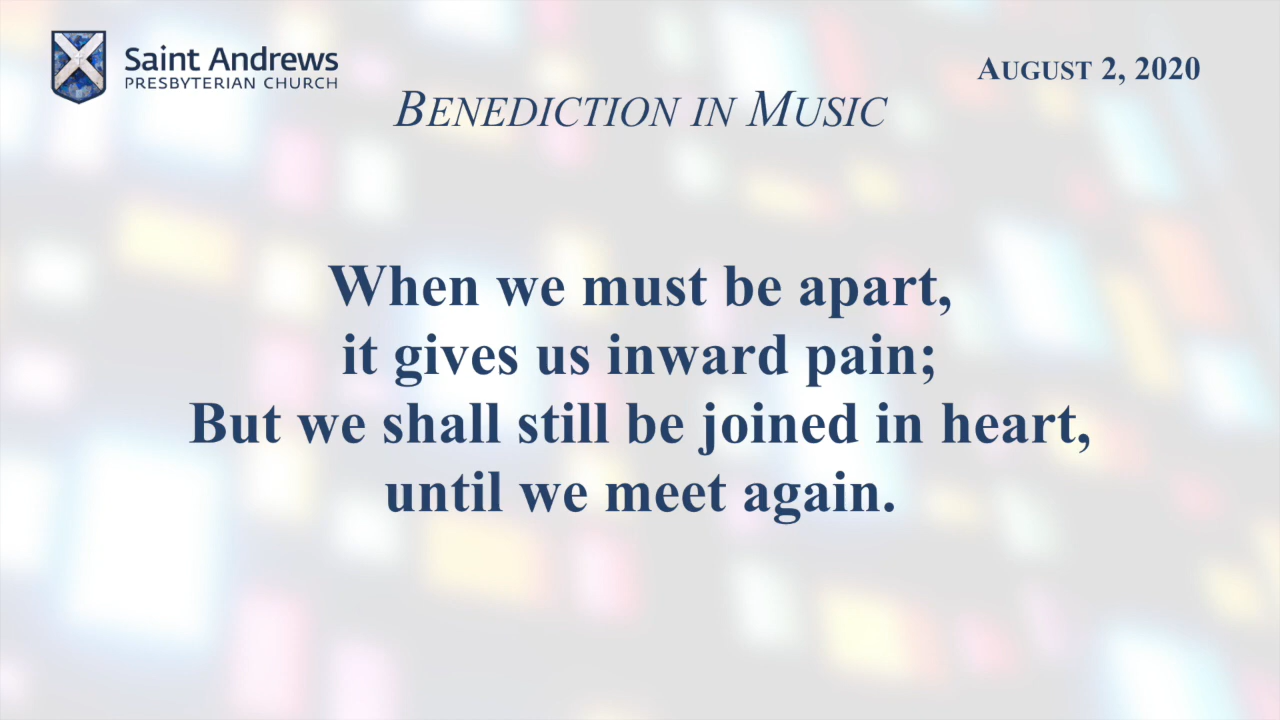 Saint Andrews
PRESBYTERIAN CHURCH
AUGUST 2, 2020
BENEDICTION IN MUSIC
When we must be apart,
it gives us inward pain;
But we shall still be joined in heart,
until we meet again.